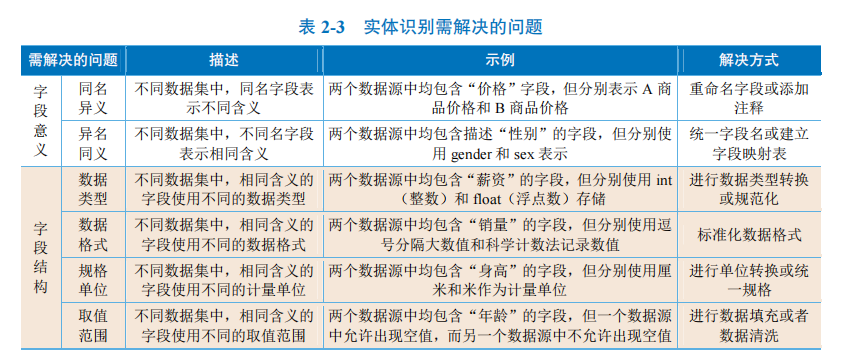 表 2-3 实体识别需解决的问题
需解决的问题 描述 示例 解决方式
字段意义
同名异义 不同数据集中，同名字段表示不同含义 两个数据源中均包含“价格”字段，但分别表示 A 商品价格和 B 商品价格 重命名字段或添加注释
异名同义 不同数据集中，不同名字段表示相同含义 两个数据源中均包含描述“性别”的字段，但分别使用 gender 和 sex 表示 统一字段名或建立字段映射表
字段结构
数据类型 不同数据集中，相同含义的字段使用不同的数据类型 两个数据源中均包含“薪资”的字段，但分别使用 int（整数）和 float（浮点数）存储 进行数据类型转换或规范化
数据格式 不同数据集中，相同含义的字段使用不同的数据格式 两个数据源中均包含“销量”的字段，但分别使用逗号分隔大数值和科学计数法记录数值 标准化数据格式
规格单位 不同数据集中，相同含义的字段使用不同的计量单位 两个数据源中均包含“身高”的字段，但分别使用厘米和米作为计量单位 进行单位转换或统一规格
取值范围 不同数据集中，相同含义的字段使用不同的取值范围 两个数据源中均包含“年龄”的字段，但一个数据源中允许出现空值，而另一个数据源中不允许出现空值 进行数据填充或者数据清洗